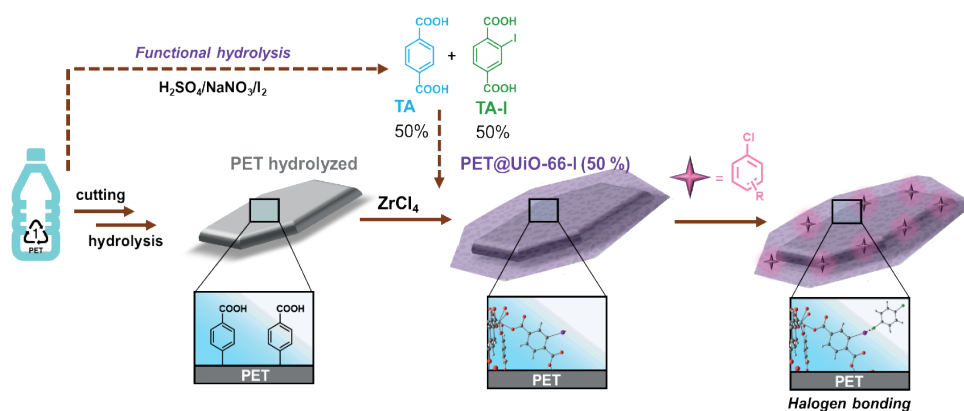 COOH
COOH
I
Functional hydrolysis
+
H₂SO₄/NaNO₃/I₂
COOH
COOH
TA
TA-I
50%
50%
PET hydrolyzed
PET@UiO-66-I (50 %)
Cl
=
R
cutting
hydrolysis
ZrCl₄
1
PET
COOH
COOH
PET
PET
PET
Halogen bonding